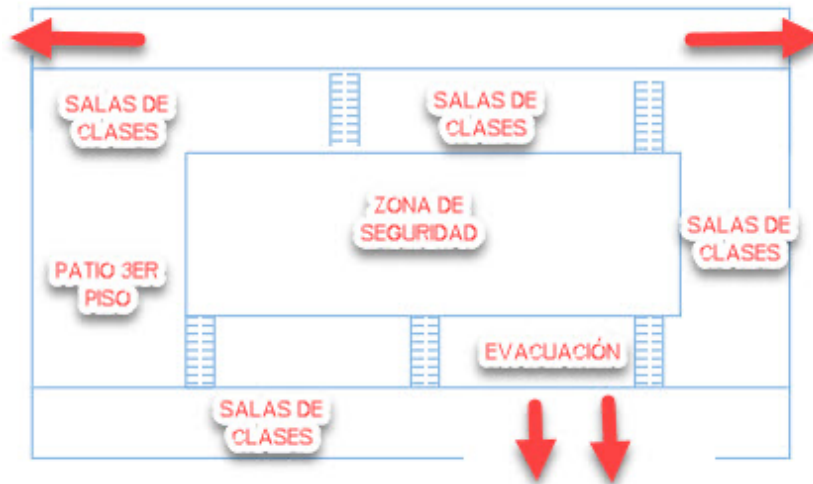 SALAS DE
CLASES
SALAS DE
CLASES
ZONA DE
SEGURIDAD
SALAS DE
CLASES
PATIO 3ER
PISO
EVACUACIÓN
SALAS DE
CLASES